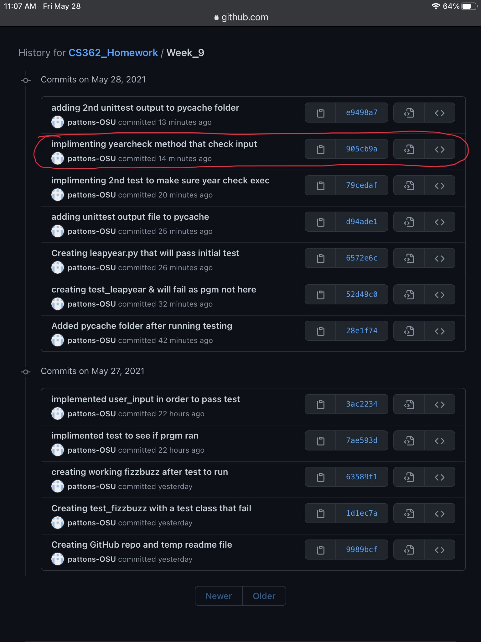 11:07 AM Fri May 28
64%
github.com
History for CS362_Homework / Week_9
Commits on May 28, 2021
adding 2nd unittest output to pycache folder
pattons-OSU committed 13 minutes ago
e9498a7
implimenting yearcheck method that check input
pattons-OSU committed 14 minutes ago
905cb9a
implimenting 2nd test to make sure year check exec
pattons-OSU committed 20 minutes ago
79cedaf
adding unittest output file to pycache
pattons-OSU committed 25 minutes ago
d94ade1
Creating leapyear.py that will pass initial test
pattons-OSU committed 26 minutes ago
6572e6c
creating test_leapyear & will fail as pgm not here
pattons-OSU committed 32 minutes ago
52d49c0
Added pycache folder after running testing
pattons-OSU committed 42 minutes ago
28e1f74
Commits on May 27, 2021
implemented user_input in order to pass test
pattons-OSU committed 22 hours ago
3ac2234
implimented test to see if prgm ran
pattons-OSU committed 22 hours ago
7ae593d
creating working fizzbuzz after test to run
pattons-OSU committed yesterday
63589f1
Creating test_fizzbuzz with a test class that fail
pattons-OSU committed yesterday
1d1ec7a
Creating GitHub repo and temp readme file
pattons-OSU committed yesterday
9989bcf
Newer Older